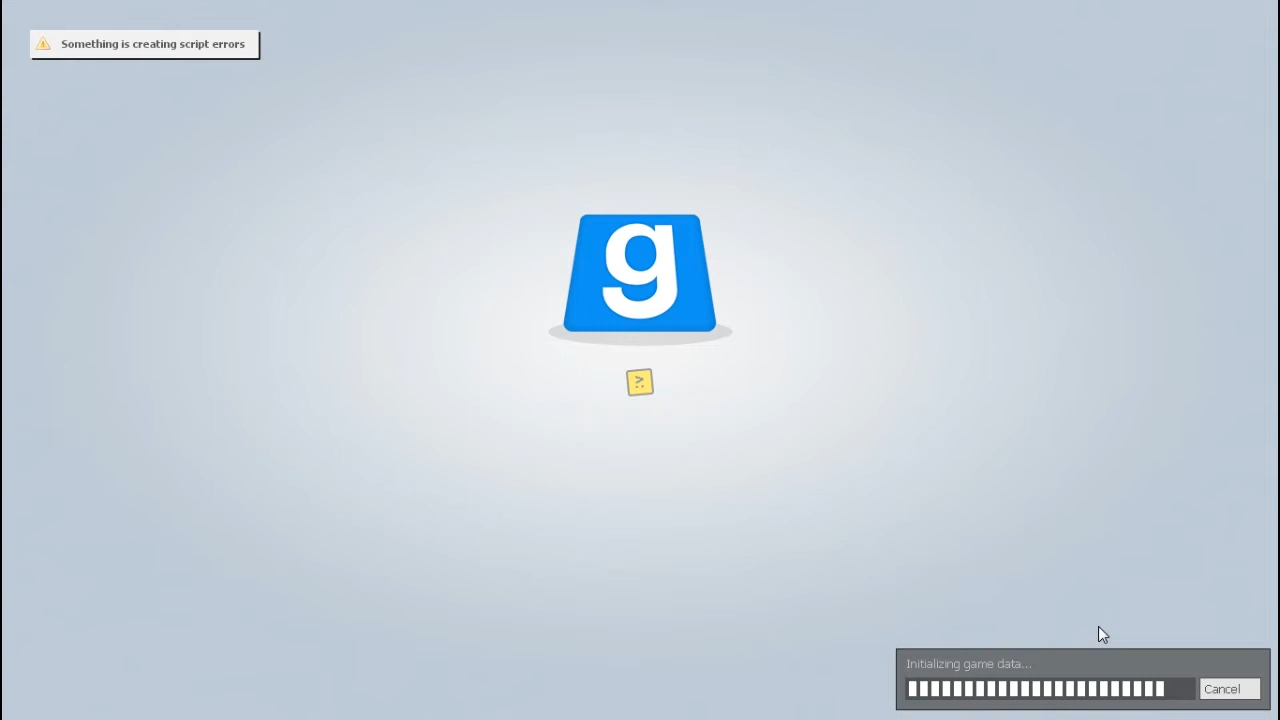 Something is creating script errors
g
Initializing game data...
Cancel